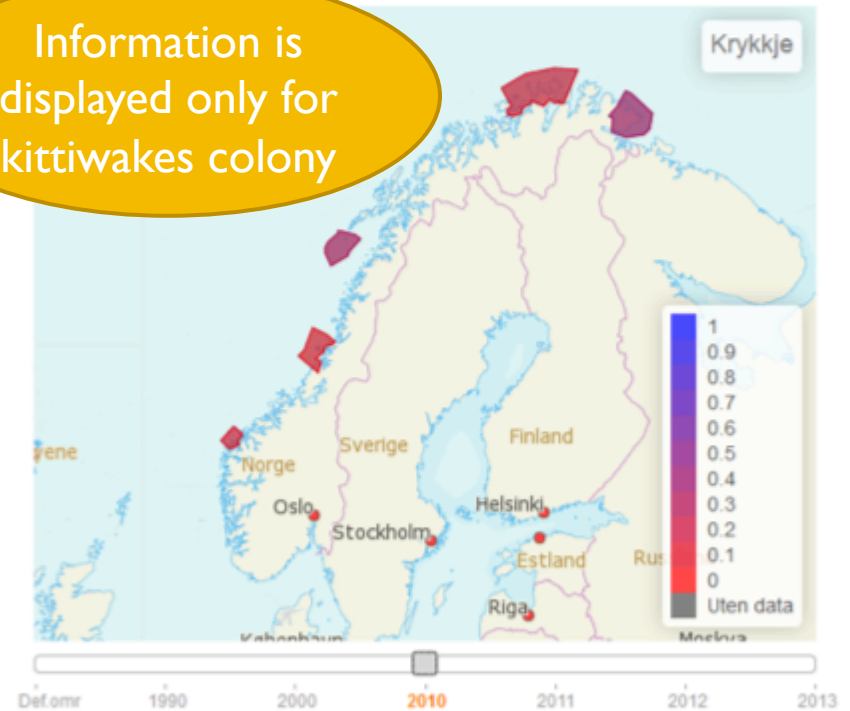 Information is
displayed only for
kittiwakes colony
Krykkje
Norge
Sverige
Finland
Oslo
Stockholm
Helsinki
Estland
Riga
1
0.9
0.8
0.7
0.6
0.5
0.4
0.3
0.2
0.1
0
Uten data
Def.omr 1990 2000 2010 2011 2012 2013